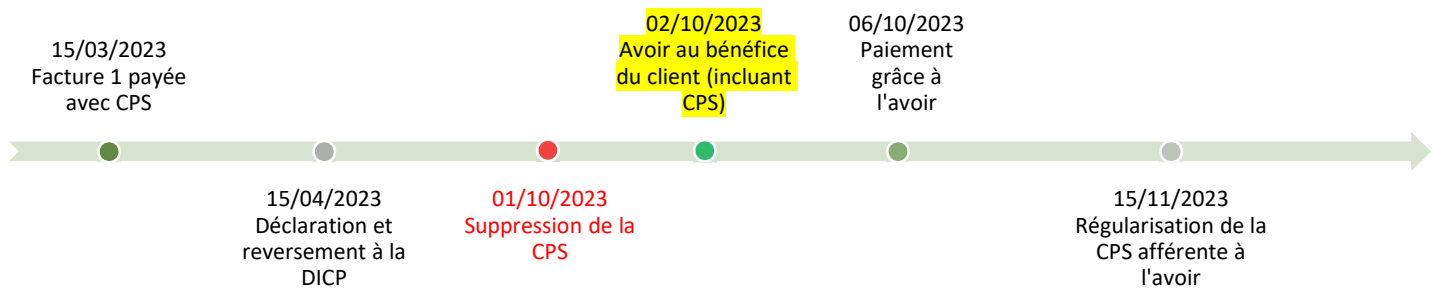 15/03/2023
Facture 1 payée
avec CPS
15/04/2023
Déclaration et
reversement à la
DICP
01/10/2023
Suppression de la
CPS
02/10/2023
Avoir au bénéfice
du client (incluant
CPS)
06/10/2023
Paiement
grâce à
l'avoir
15/11/2023
Régularisation de la
CPS afférente à
l'avoir